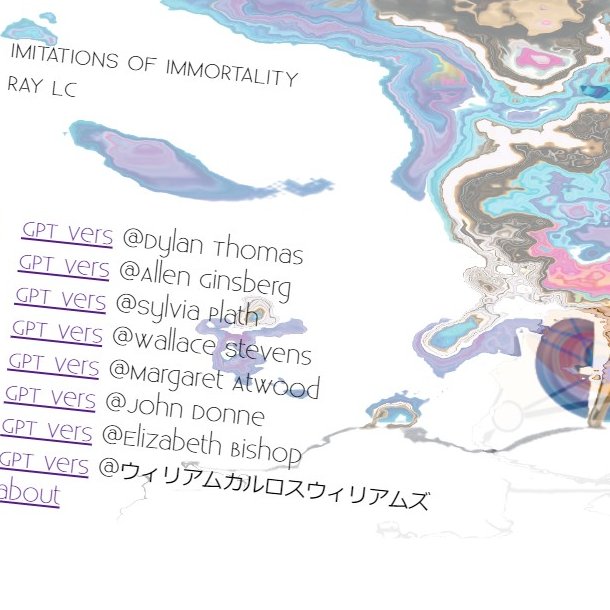 IMITATIONS OF IMMORTALITY
RAY LC
GPT vers @Dylan Thomas
GPT vers @Allen Ginsberg
GPT vers @Sylvia Plath
GPT vers @Wallace Stevens
GPT vers @Margaret Atwood
GPT vers @John Donne
GPT vers @Elizabeth Bishop
GPT vers @ウィリアムカルロスウィリアムズ
about